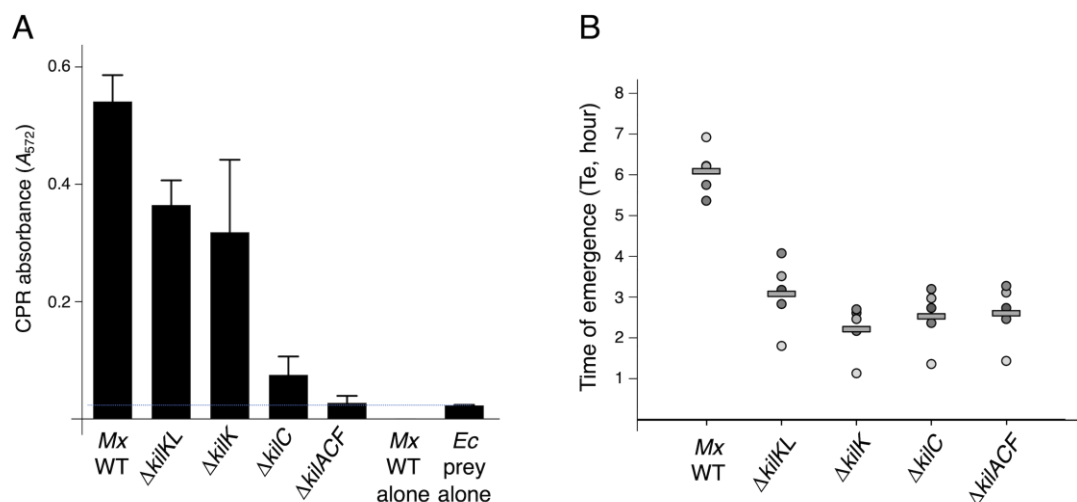 A
CPR absorbance (A572)
0.6
0.4
0.2
Mx
WT
ΔkilKL
ΔkilK
ΔkilC
ΔkilACF
Mx
WT
alone
Ec
prey
alone
B
Time of emergence (Te, hour)
8
7
6
5
4
3
2
1
Mx
WT
ΔkilKL
ΔkilK
ΔkilC
ΔkilACF